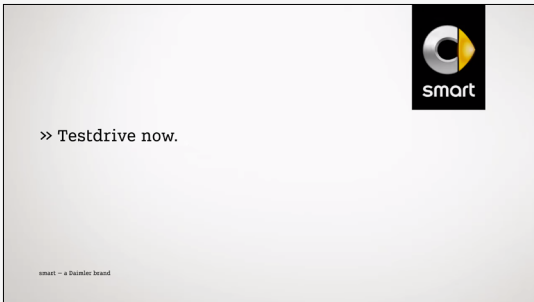 smart
>> Testdrive now.
smart – a Daimler brand